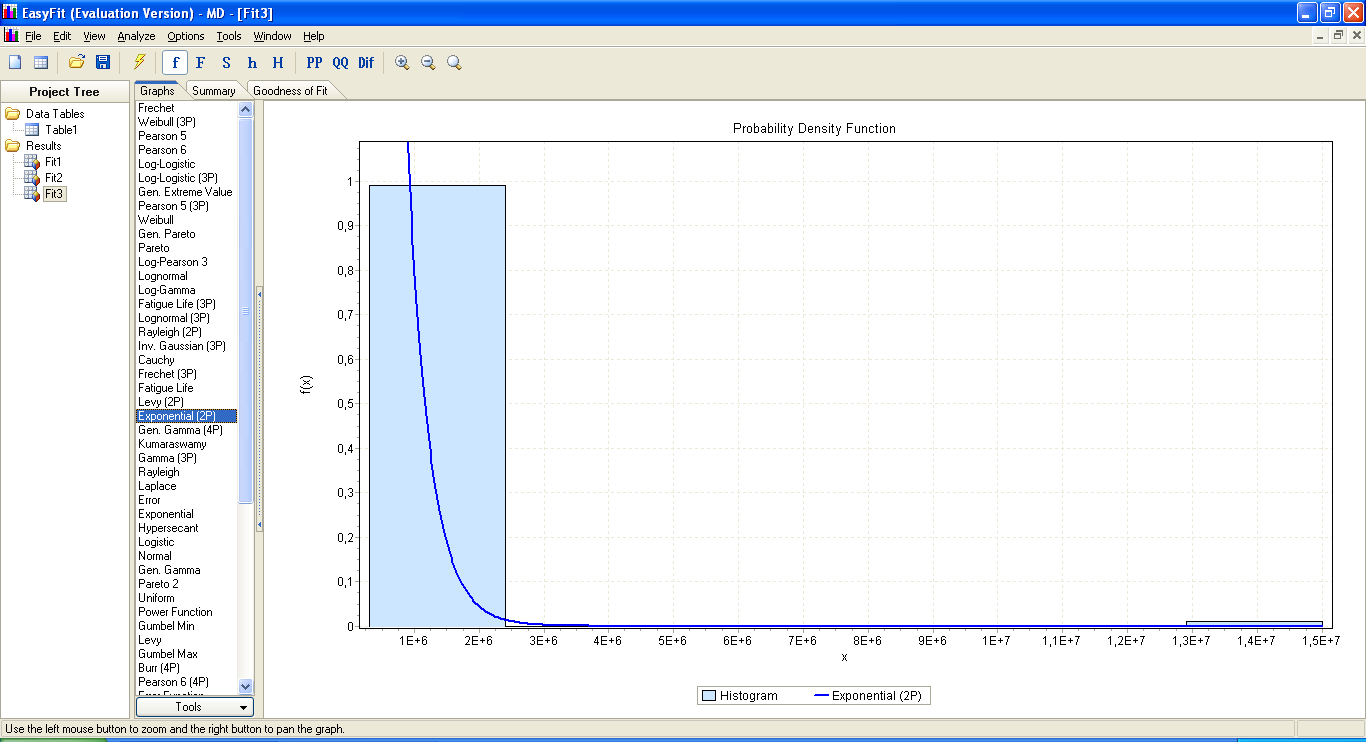 EasyFit (Evaluation Version) - MD - [Fit3]
File Edit View Analyze Options Tools Window Help
f F S h H PP QQ Dif
Project Tree
Data Tables
Table1
Results
Fit1
Fit2
Fit3
Graphs Summary Goodness of Fit
Frechet
Weibull (3P)
Pearson 5
Pearson 6
Log-Logistic
Log-Logistic (3P)
Gen. Extreme Value
Pearson 5 (3P)
Weibull
Gen. Pareto
Pareto
Log-Pearson 3
Lognormal
Log-Gamma
Fatigue Life (3P)
Lognormal (3P)
Rayleigh (2P)
Inv. Gaussian (3P)
Cauchy
Frechet (3P)
Fatigue Life
Levy (2P)
Exponential (2P)
Gen. Gamma (4P)
Kumaraswamy
Gamma (3P)
Rayleigh
Laplace
Error
Exponential
Hypersecant
Logistic
Normal
Gen. Gamma
Pareto 2
Uniform
Power Function
Gumbel Min
Levy
Gumbel Max
Burr (4P)
Pearson 6 (4P)
Error Function
Tools
Probability Density Function
f(x)
1
0,9
0,8
0,7
0,6
0,5
0,4
0,3
0,2
0,1
0
1E+6 2E+6 3E+6 4E+6 5E+6 6E+6 7E+6 8E+6 9E+6 1E+7 1,1E+7 1,2E+7 1,3E+7 1,4E+7 1,5E+7
x
Histogram Exponential (2P)
Use the left mouse button to zoom and the right button to pan the graph.